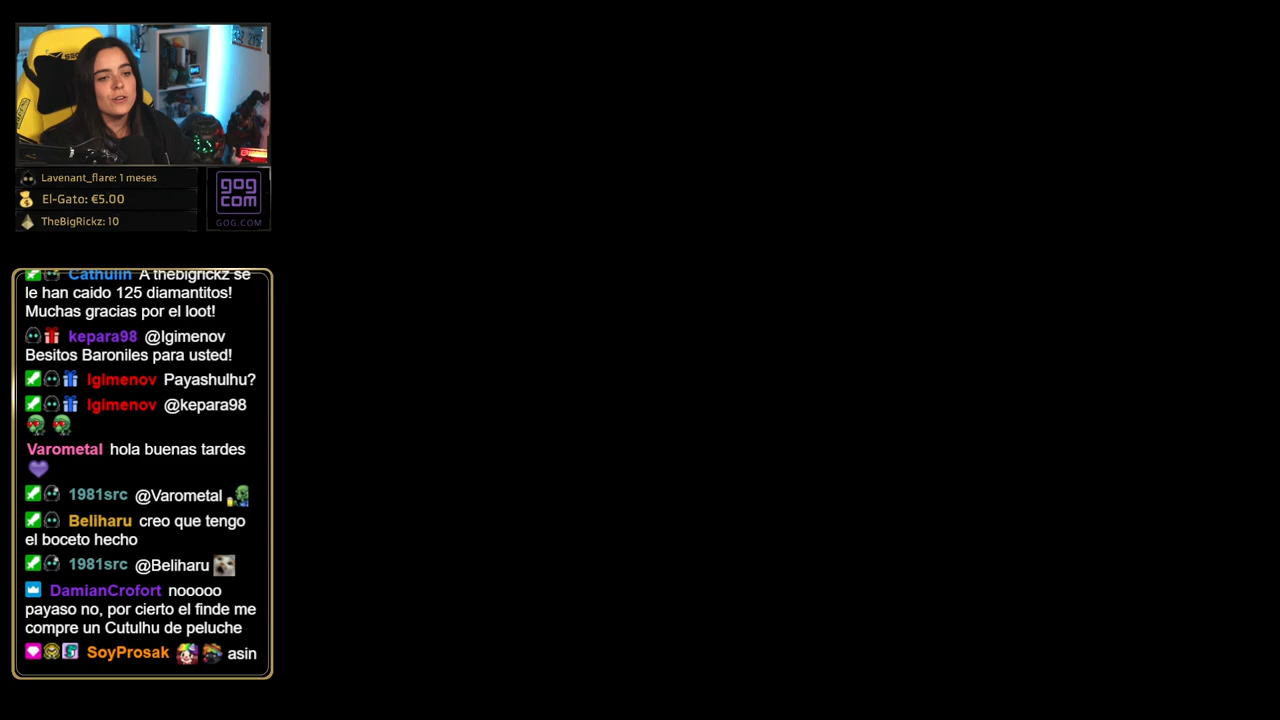 Lavenant_flare: 1 meses
El-Gato: €5.00
TheBigRickz: 10
gog
com
GOG.COM
Cathulin A thebigrickz se
le han caido 125 diamantitos!
Muchas gracias por el loot!
kepara98 @Igimenov
Besitos Baroniles para usted!
Igimenov Payashulhu?
Igimenov @kepara98
Varometal hola buenas tardes
1981src @Varometal
Beliharu creo que tengo
el boceto hecho
1981src @Beliharu
DamianCrofort nooooo
payaso no, por cierto el finde me
compre un Cutulhu de peluche
SoyProsak asin